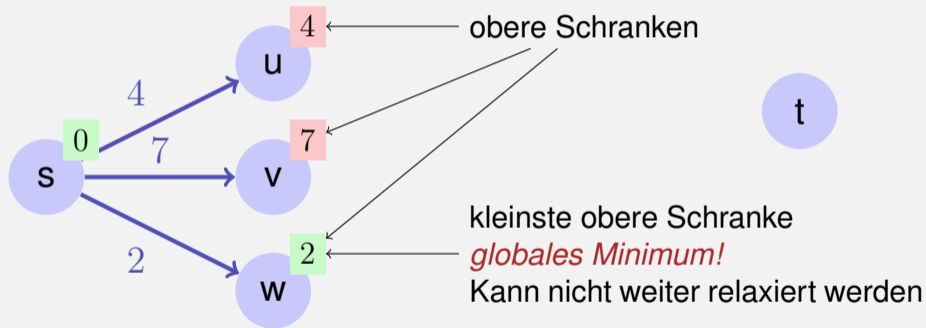 4
obere Schranken
u
4
t
0
7
7
s
v
kleinste obere Schranke
2
globales Minimum!
2
w
Kann nicht weiter relaxiert werden